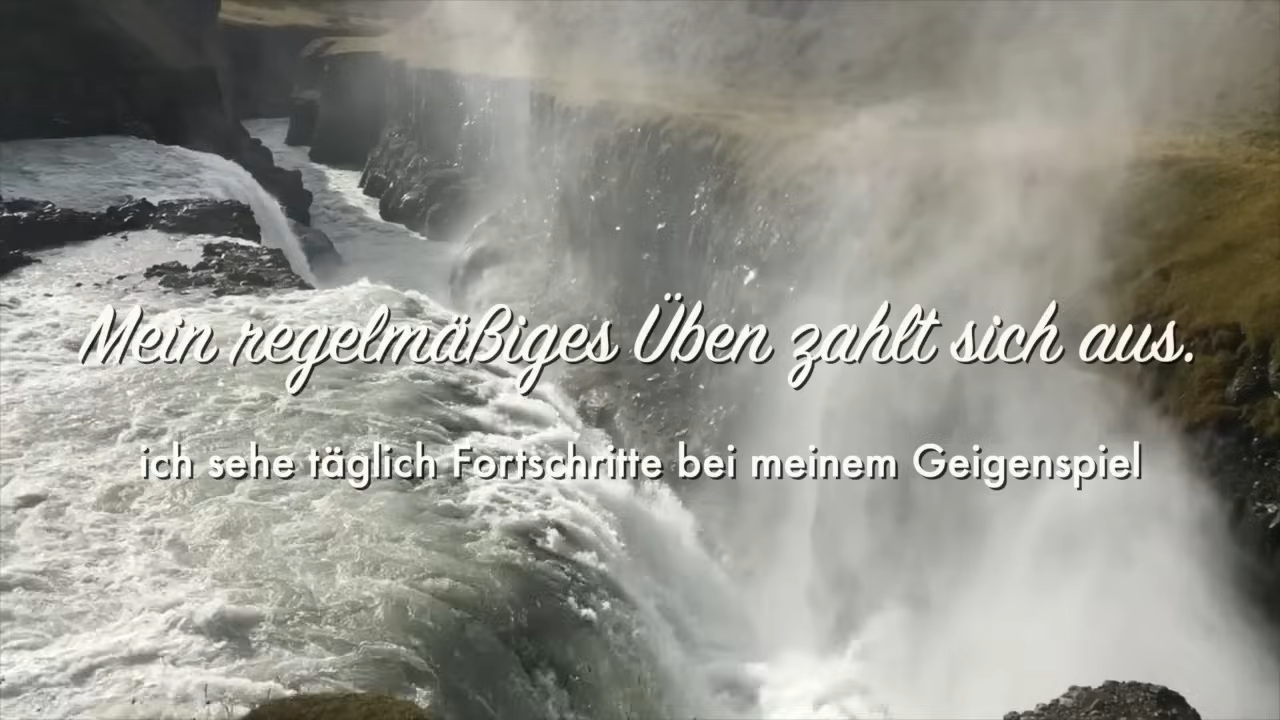 Mein regelmäßiges Üben zahlt sich aus.
ich sehe täglich Fortschritte bei meinem Geigenspiel